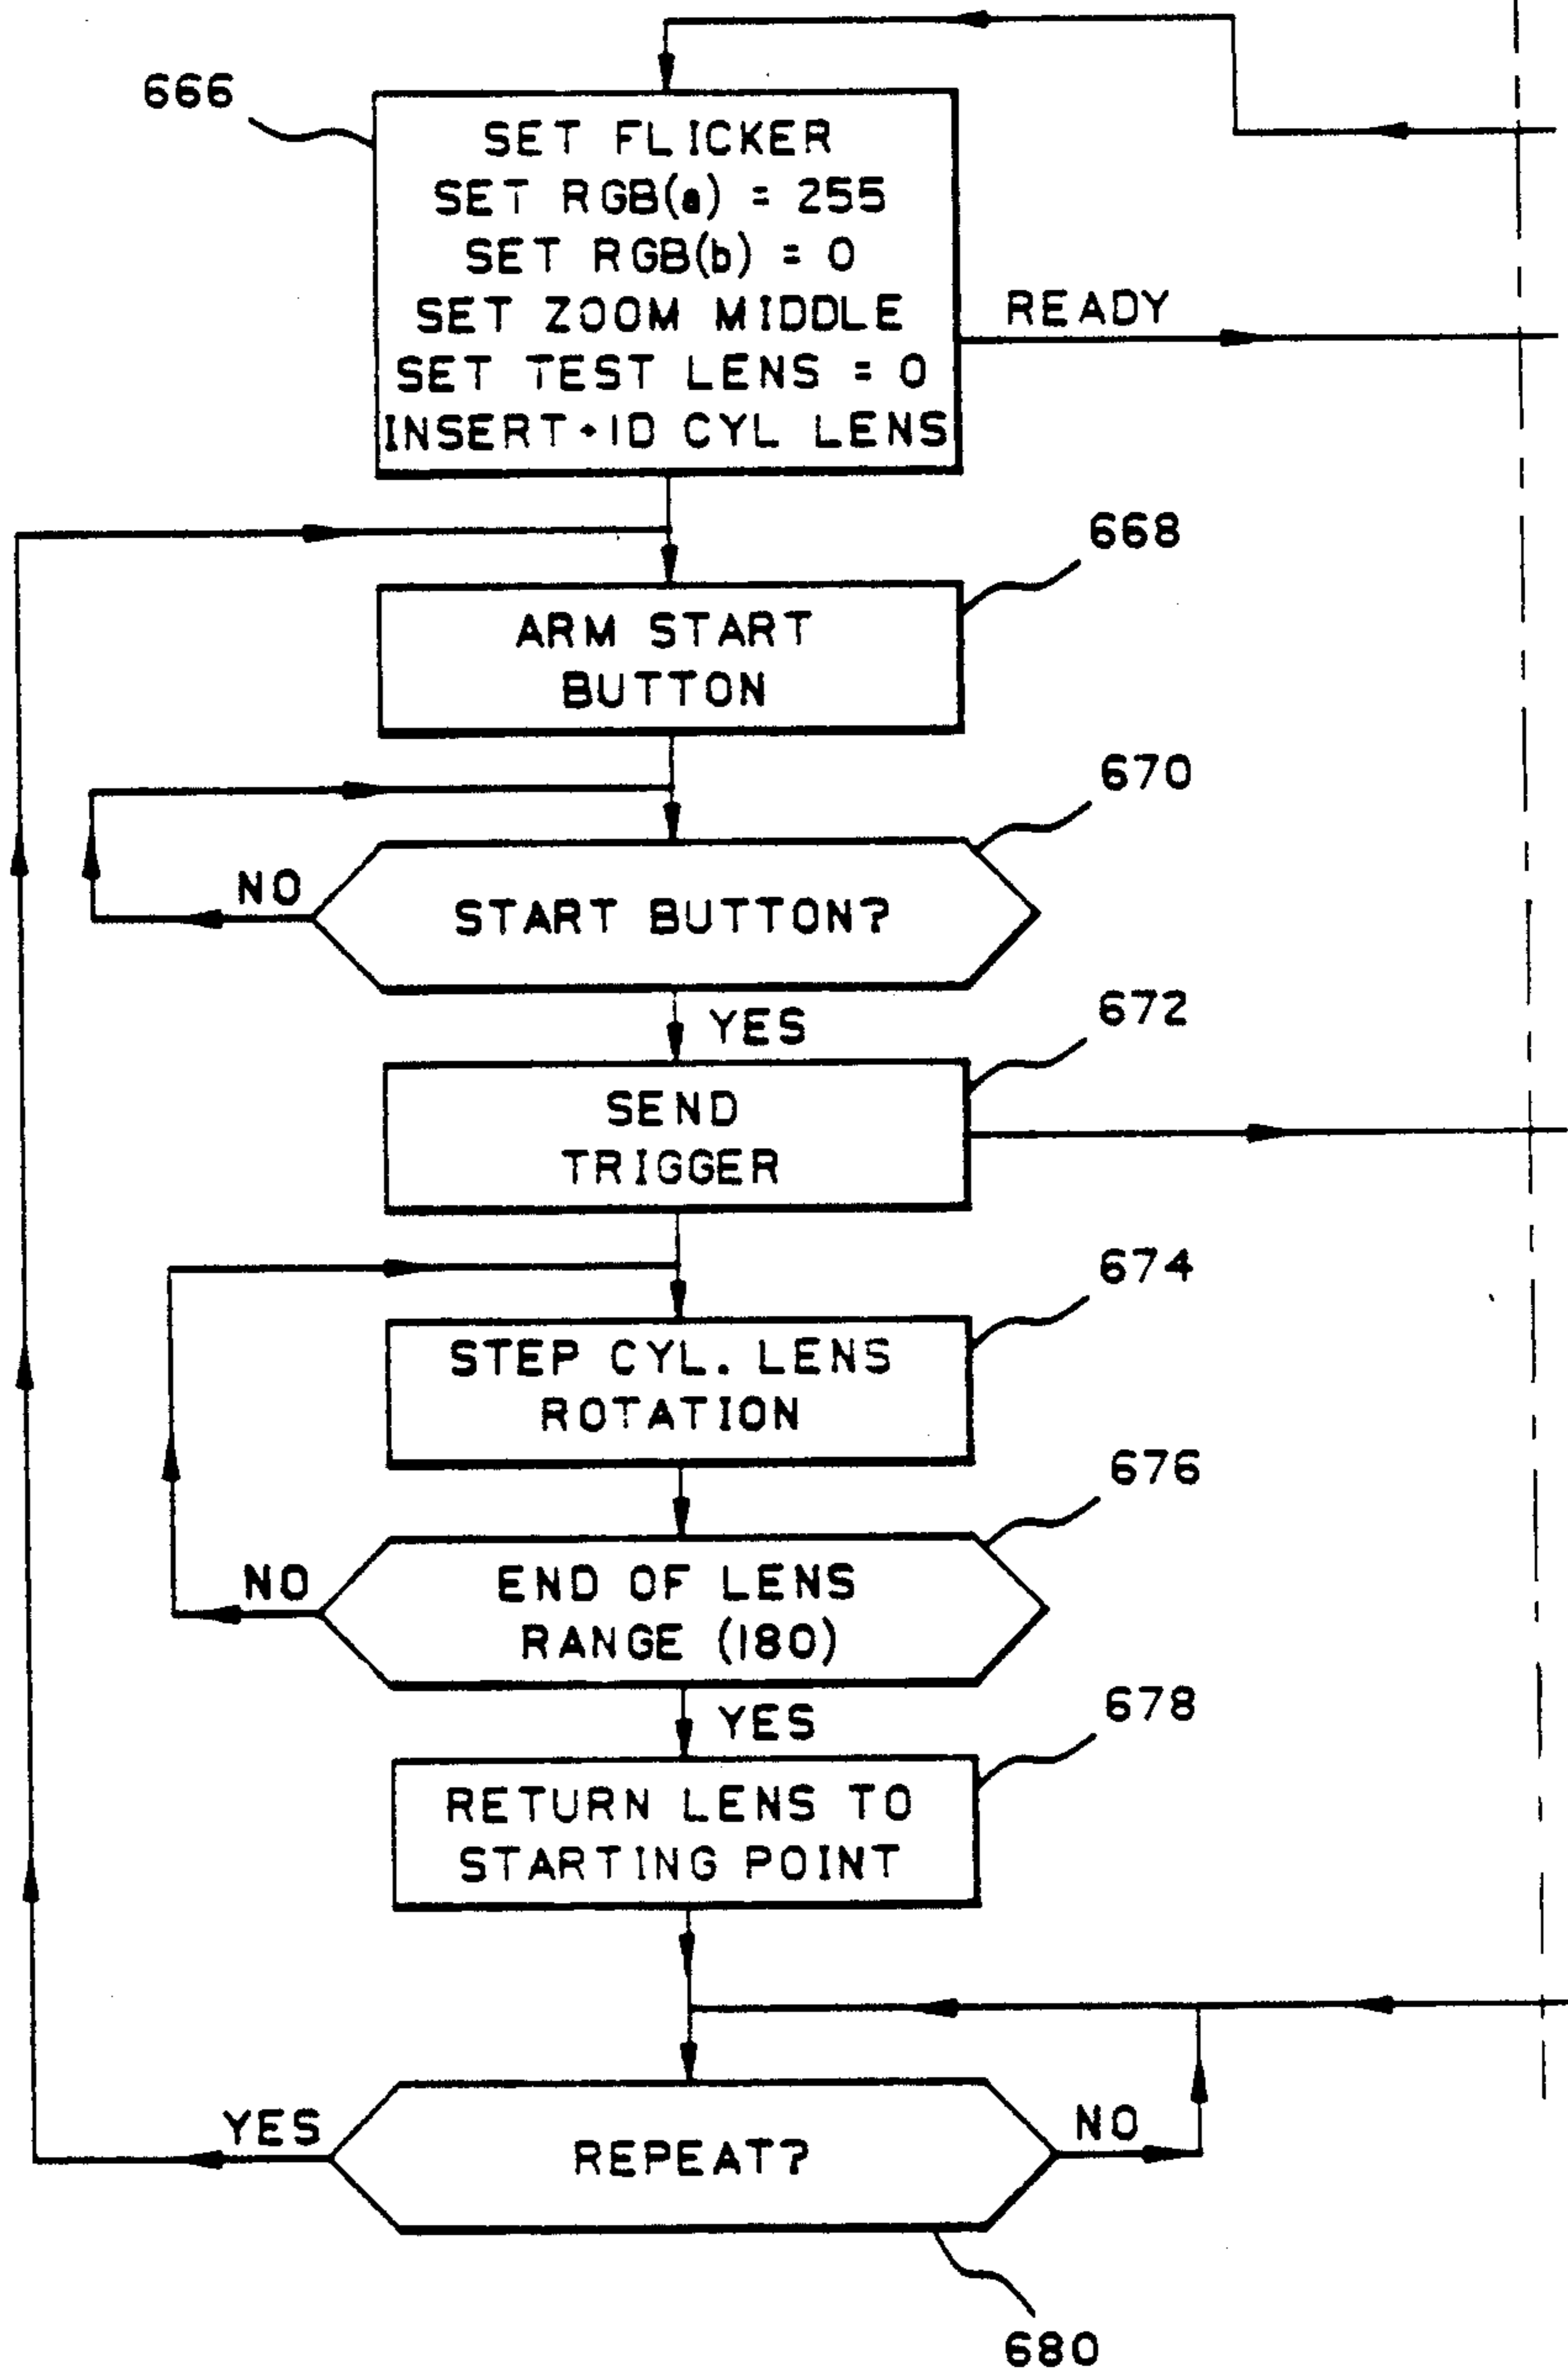 666
SET FLICKER
SET RGB(a) = 255
SET RGB(b) = 0
SET ZOOM MIDDLE
SET TEST LENS = 0
INSERT+1D CYL LENS
READY
668
ARM START
BUTTON
670
NO
START BUTTON?
YES
672
SEND
TRIGGER
674
STEP CYL. LENS
ROTATION
676
NO
END OF LENS
RANGE (180)
YES
678
RETURN LENS TO
STARTING POINT
YES
REPEAT?
NO
680